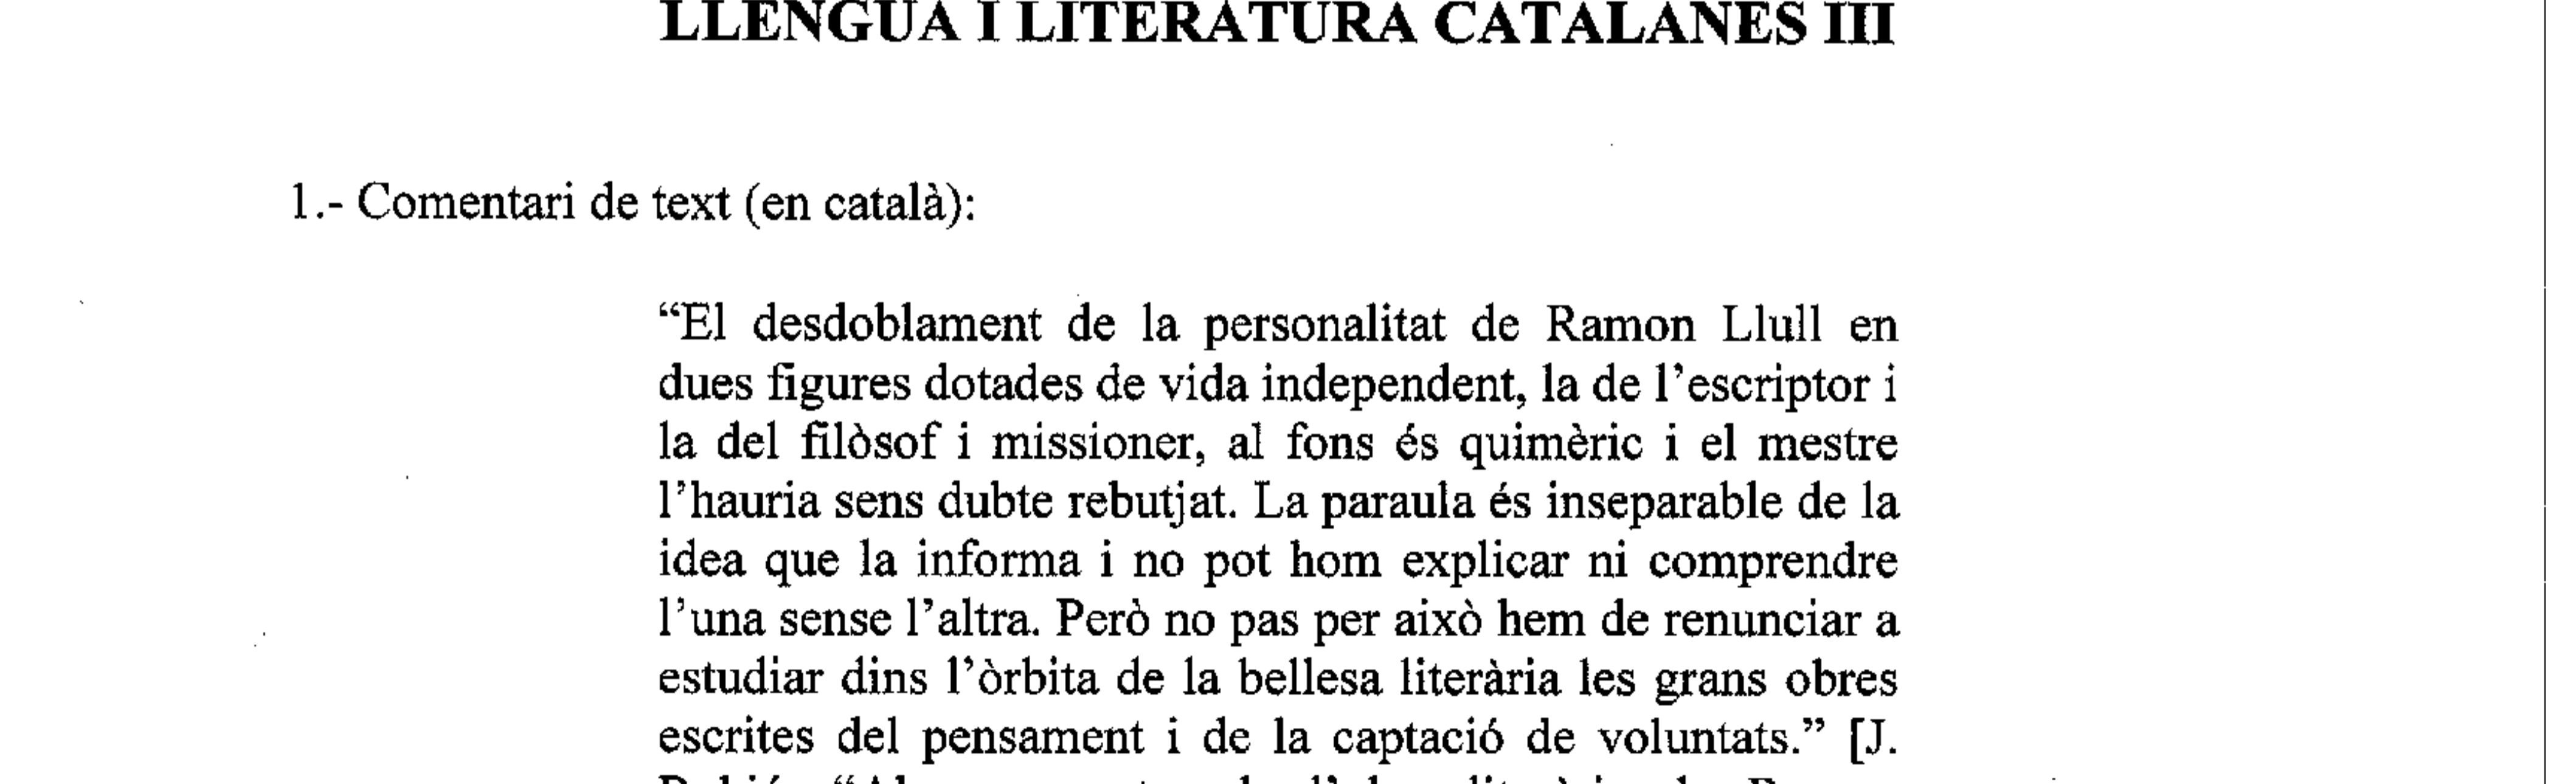 LLENGUA I LITERATURA CATALANES III
1.- Comentari de text (en català):
“El desdoblament de la personalitat de Ramon Llull en
dues figures dotades de vida independent, la de l’escriptor i
la del filòsof i missioner, al fons és quimèric i el mestre
l’hauria sens dubte rebutjat. La paraula és inseparable de la
idea que la informa i no pot hom explicar ni comprendre
l’una sense l’altra. Però no pas per això hem de renunciar a
estudiar dins l’òrbita de la bellesa literària les grans obres
escrites del pensament i de la captació de voluntats.” [J.